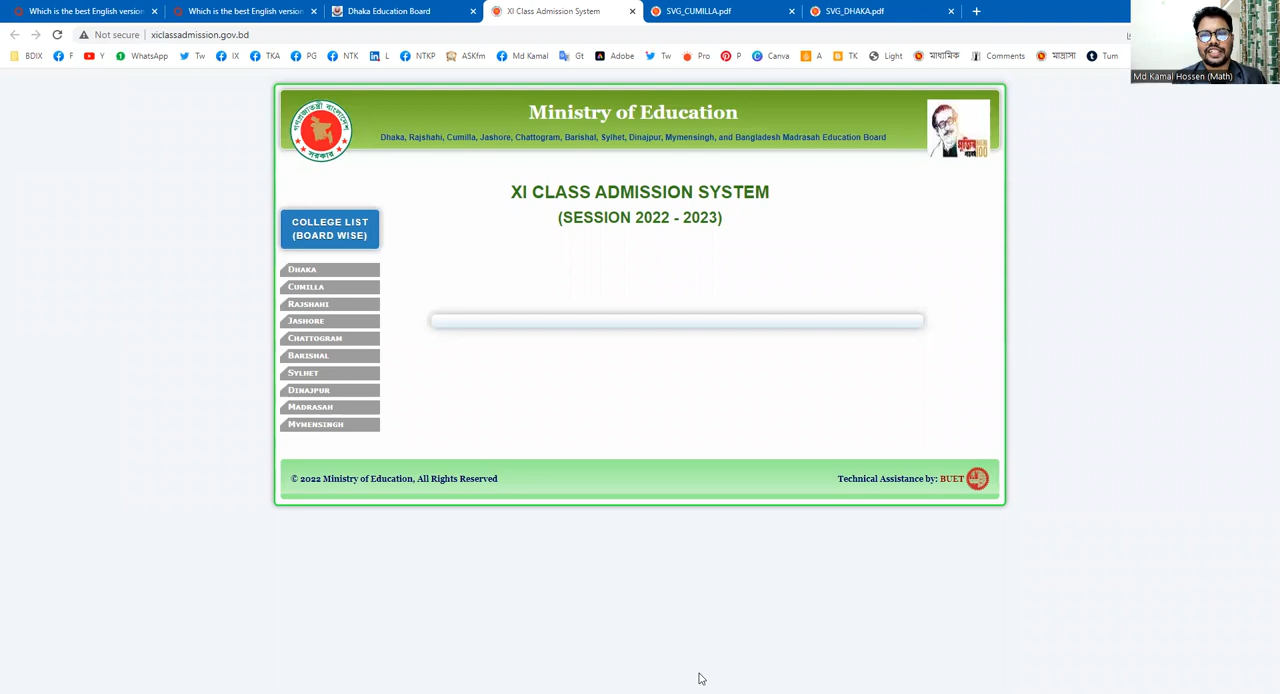 Which is the best English version
Which is the best English version
Dhaka Education Board
XI Class Admission System
SVG_CUMILLA.pdf
SVG_DHAKA.pdf
Not secure
xiclassadmission.gov.bd
BDIX F Y WhatsApp Tw IX TKA PG NTK L NTKP ASKfm Md Kamal Gt Adobe Tw Pro P Canva A TK Light মাধ্যমিক Comments মাদ্রাসা Tum
Md Kamal Hossen (Math)
গণপ্রজাতন্ত্রী বাংলাদেশ
সরকার
Ministry of Education
Dhaka, Rajshahi, Cumilla, Jashore, Chattogram, Barishal, Sylhet, Dinajpur, Mymensingh, and Bangladesh Madrasah Education Board
100
XI CLASS ADMISSION SYSTEM
(SESSION 2022 - 2023)
COLLEGE LIST
(BOARD WISE)
DHAKA
CUMILLA
RAJSHAHI
JASHORE
CHATTOGRAM
BARISHAL
SYLHET
DINAJPUR
MADRASAH
MYMENSINGH
© 2022 Ministry of Education, All Rights Reserved
Technical Assistance by: BUET